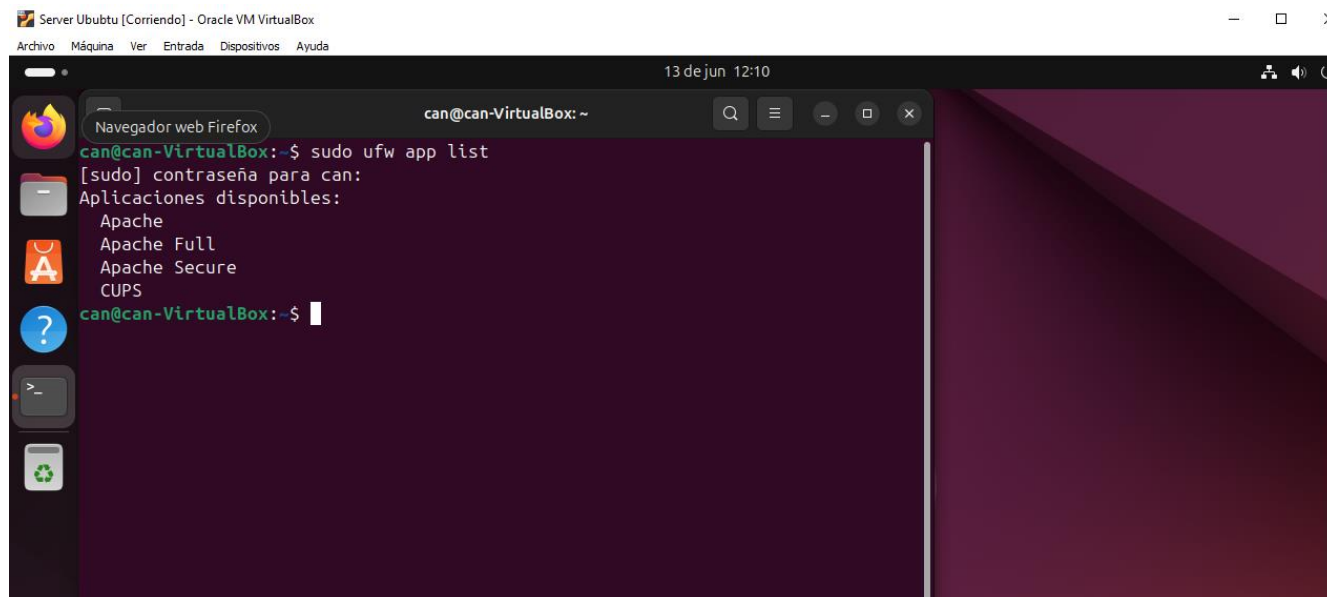 Server Ububtu [Corriendo] - Oracle VM VirtualBox
Archivo Máquina Ver Entrada Dispositivos Ayuda
13 de jun 12:10
can@can-VirtualBox: ~
Navegador web Firefox
can@can-VirtualBox:~$ sudo ufw app list
[sudo] contraseña para can:
Aplicaciones disponibles:
  Apache
  Apache Full
  Apache Secure
  CUPS
can@can-VirtualBox:~$